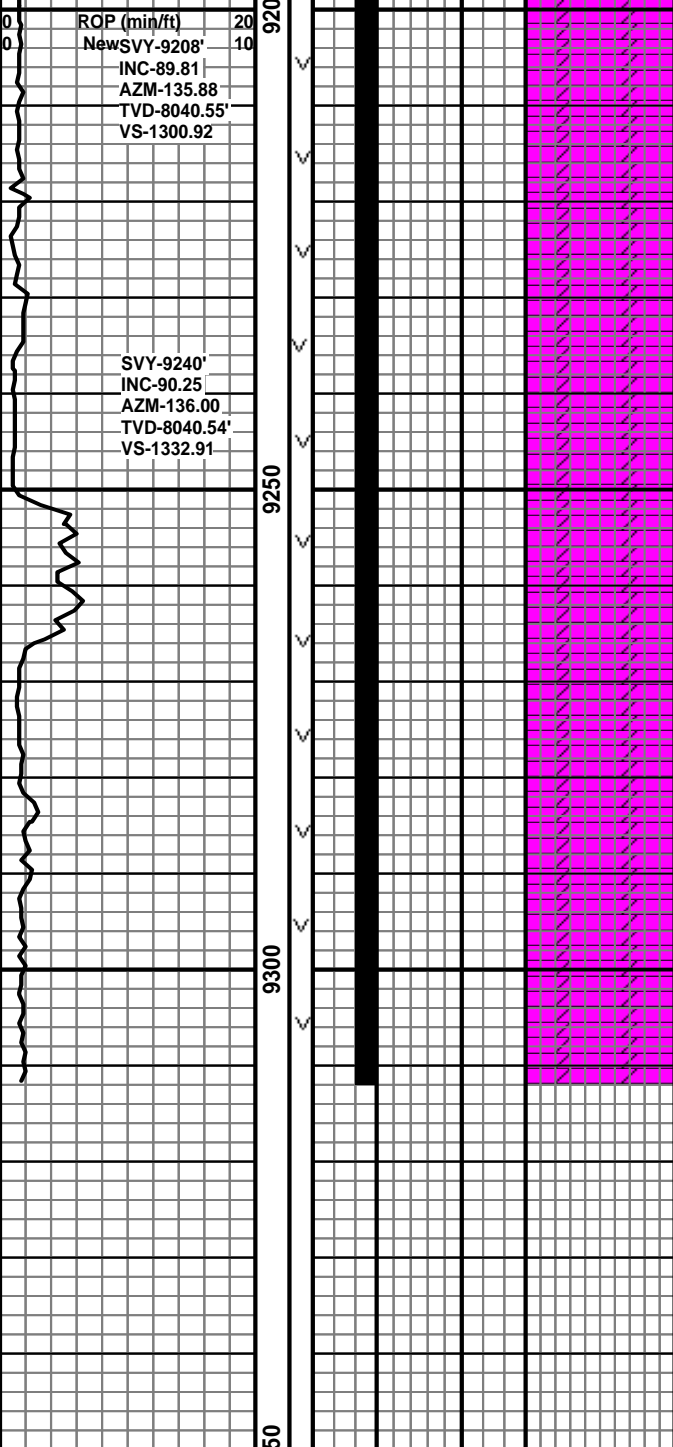 0 ROP (min/ft) 20
0 New 10
SVY-9208'
INC-89.81
AZM-135.88
TVD-8040.55'
VS-1300.92
SVY-9240'
INC-90.25
AZM-136.00
TVD-8040.54'
VS-1332.91
9250
9300